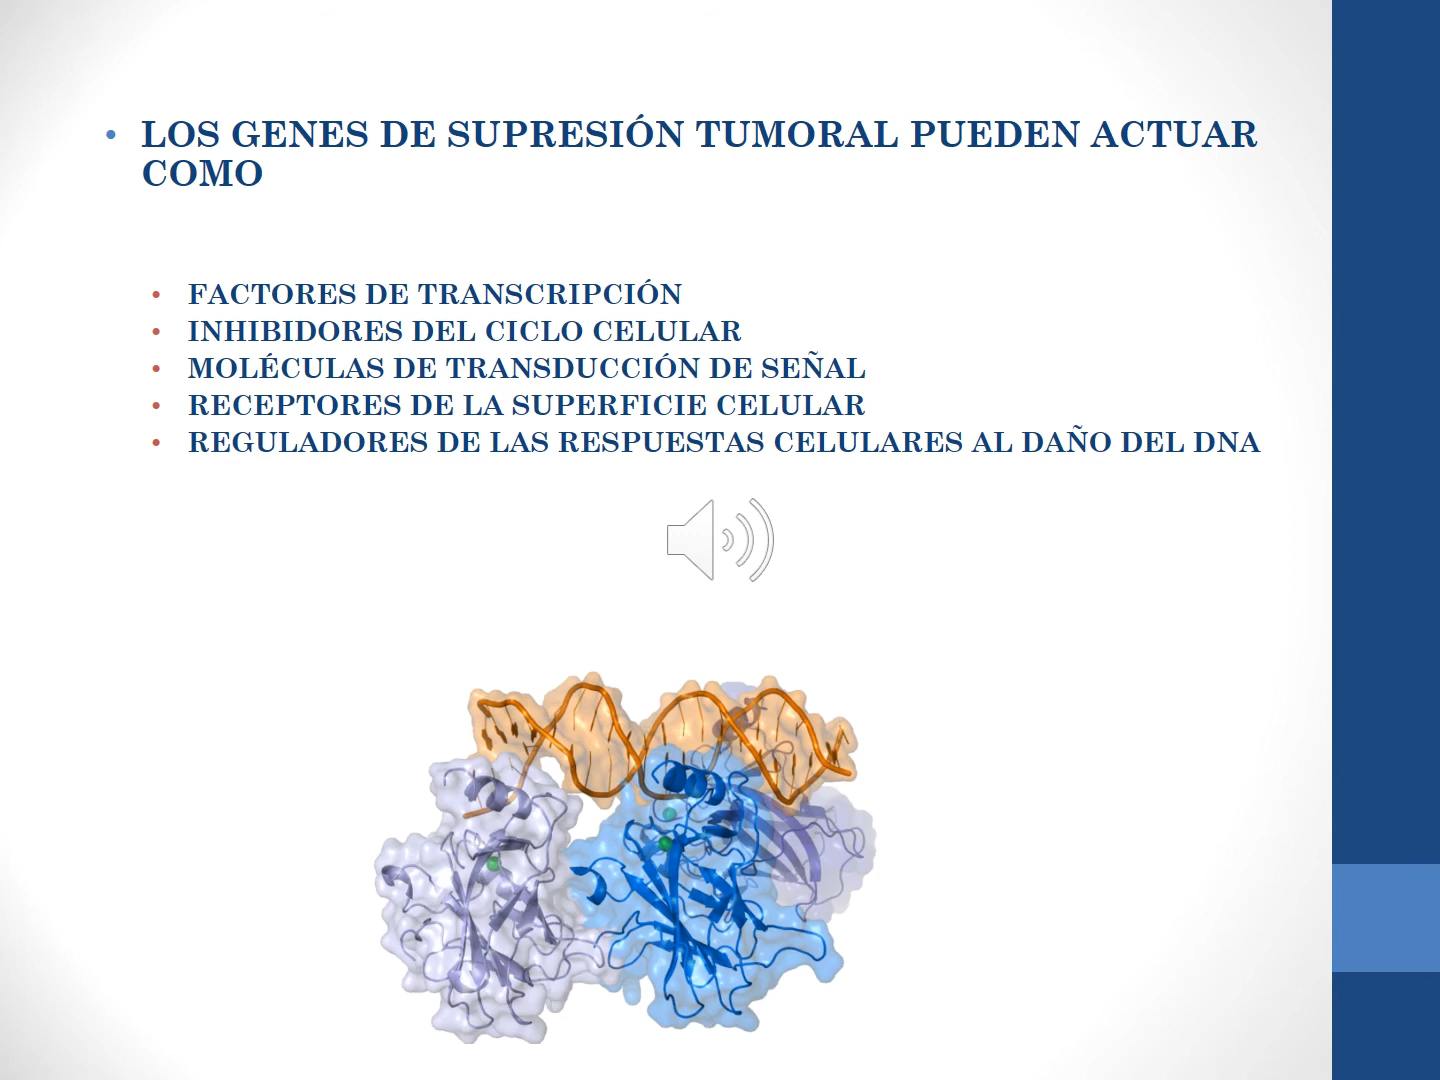 LOS GENES DE SUPRESIÓN TUMORAL PUEDEN ACTUAR
COMO
FACTORES DE TRANSCRIPCIÓN
INHIBIDORES DEL CICLO CELULAR
MOLÉCULAS DE TRANSDUCCIÓN DE SEÑAL
RECEPTORES DE LA SUPERFICIE CELULAR
REGULADORES DE LAS RESPUESTAS CELULARES AL DAÑO DEL DNA